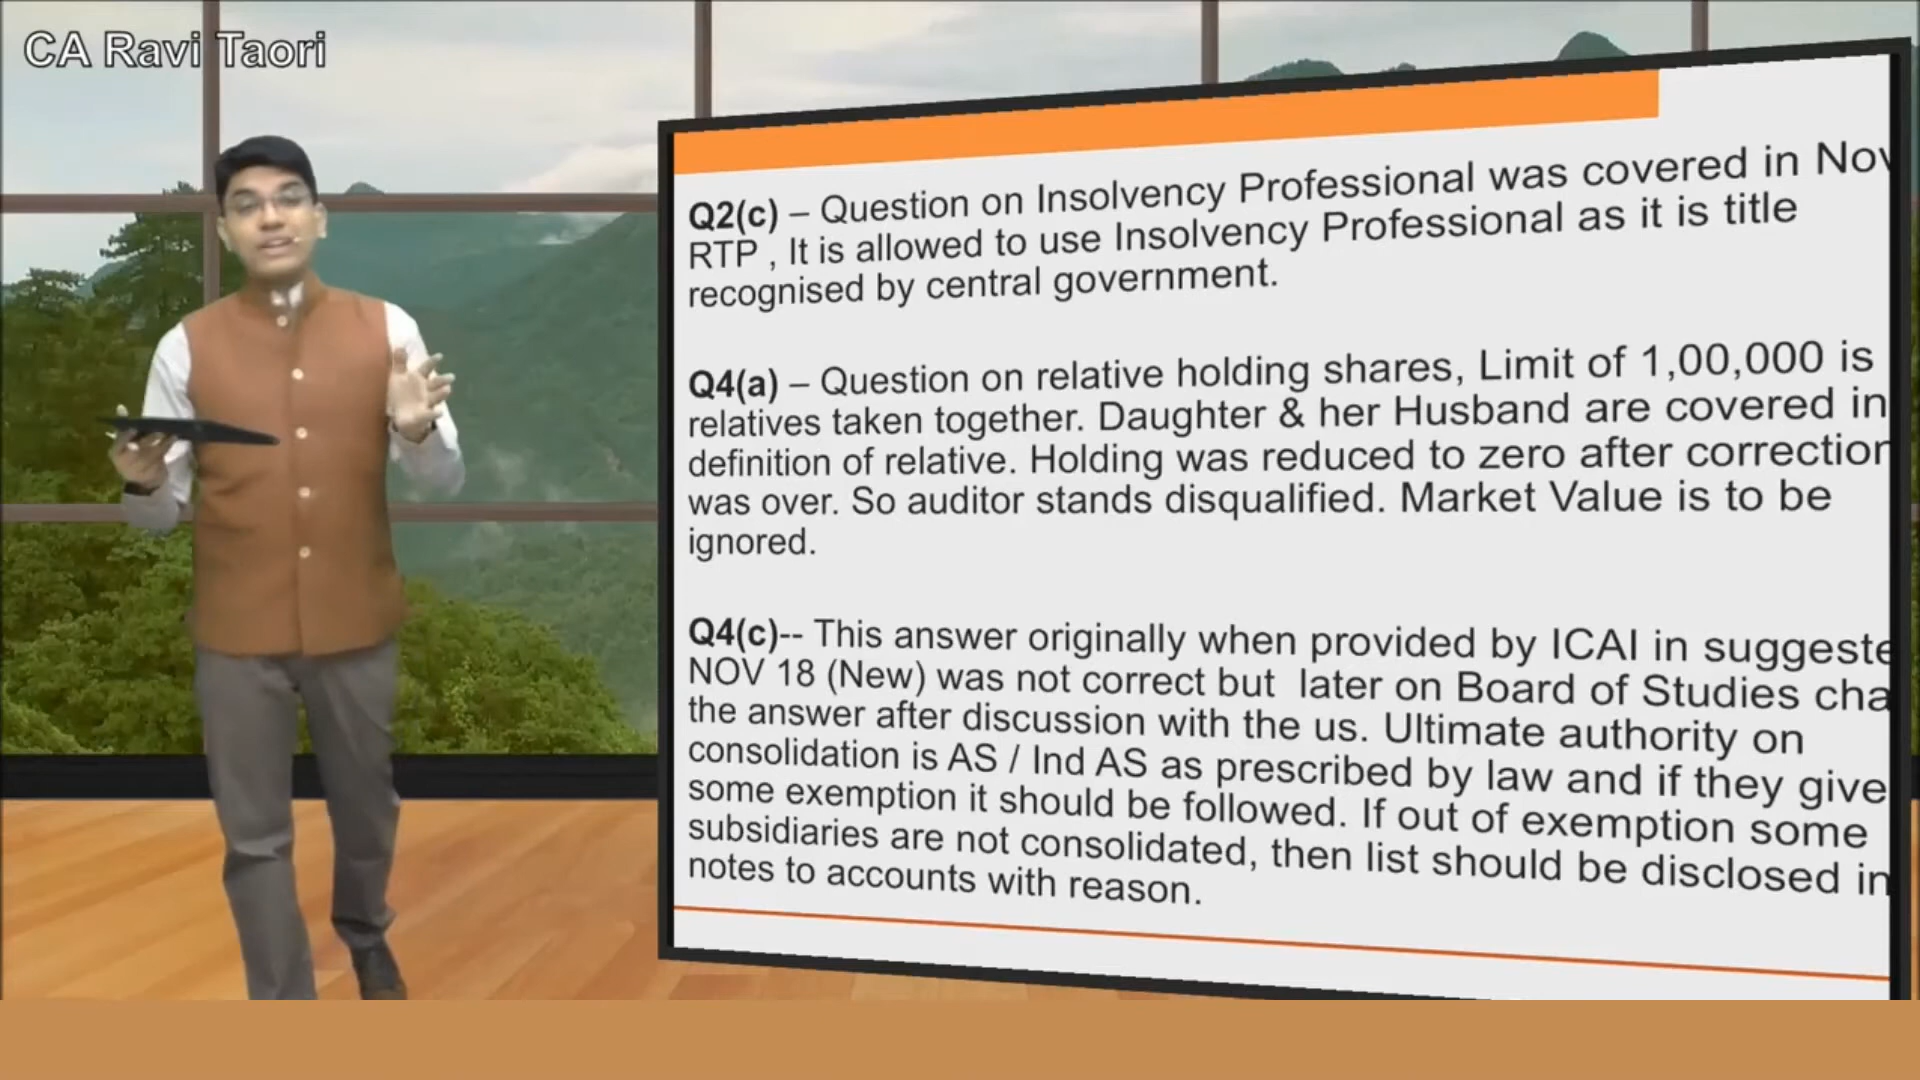 CA Ravi Taori
Q2(c) – Question on Insolvency Professional was covered in Nov
RTP , It is allowed to use Insolvency Professional as it is title
recognised by central government.
Q4(a) – Question on relative holding shares, Limit of 1,00,000 is
relatives taken together. Daughter & her Husband are covered in
definition of relative. Holding was reduced to zero after correction
was over. So auditor stands disqualified. Market Value is to be
ignored.
Q4(c)-- This answer originally when provided by ICAI in suggeste
NOV 18 (New) was not correct but later on Board of Studies cha
the answer after discussion with the us. Ultimate authority on
consolidation is AS / Ind AS as prescribed by law and if they give
some exemption it should be followed. If out of exemption some
subsidiaries are not consolidated, then list should be disclosed in
notes to accounts with reason.